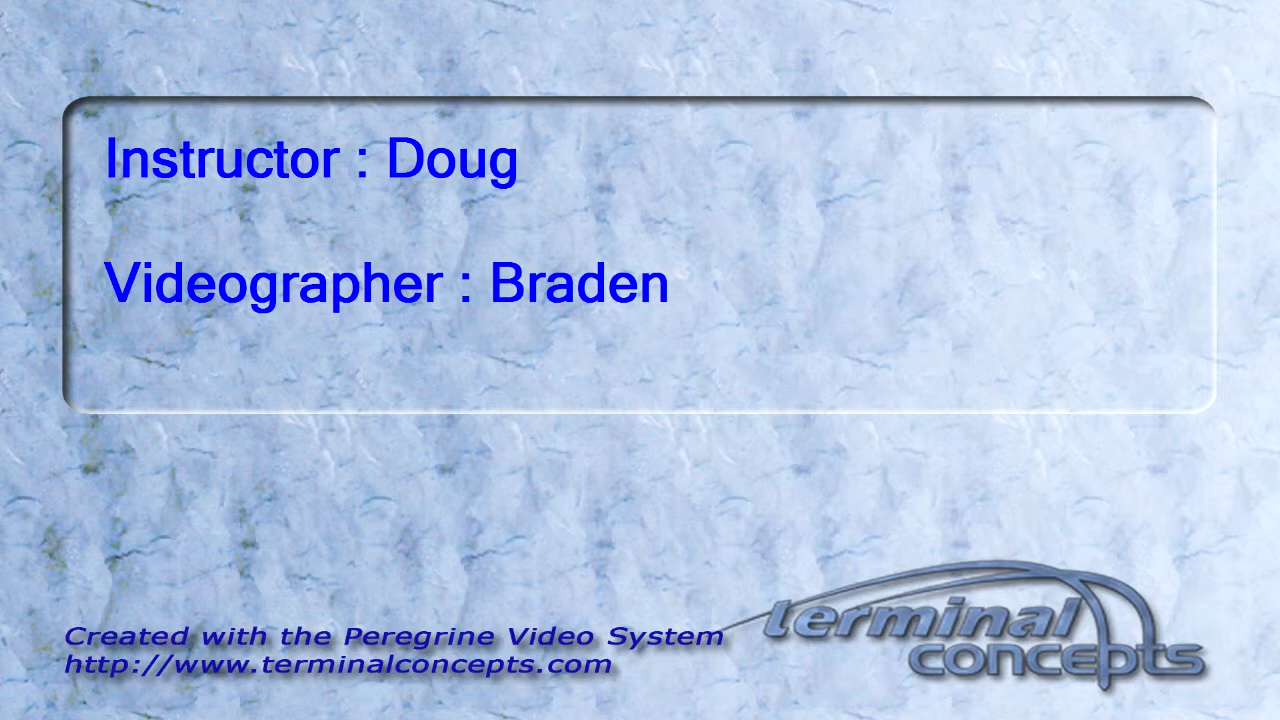 Instructor : Doug
Videographer : Braden
Created with the Peregrine Video System
http://www.terminalconcepts.com
terminal
concepts